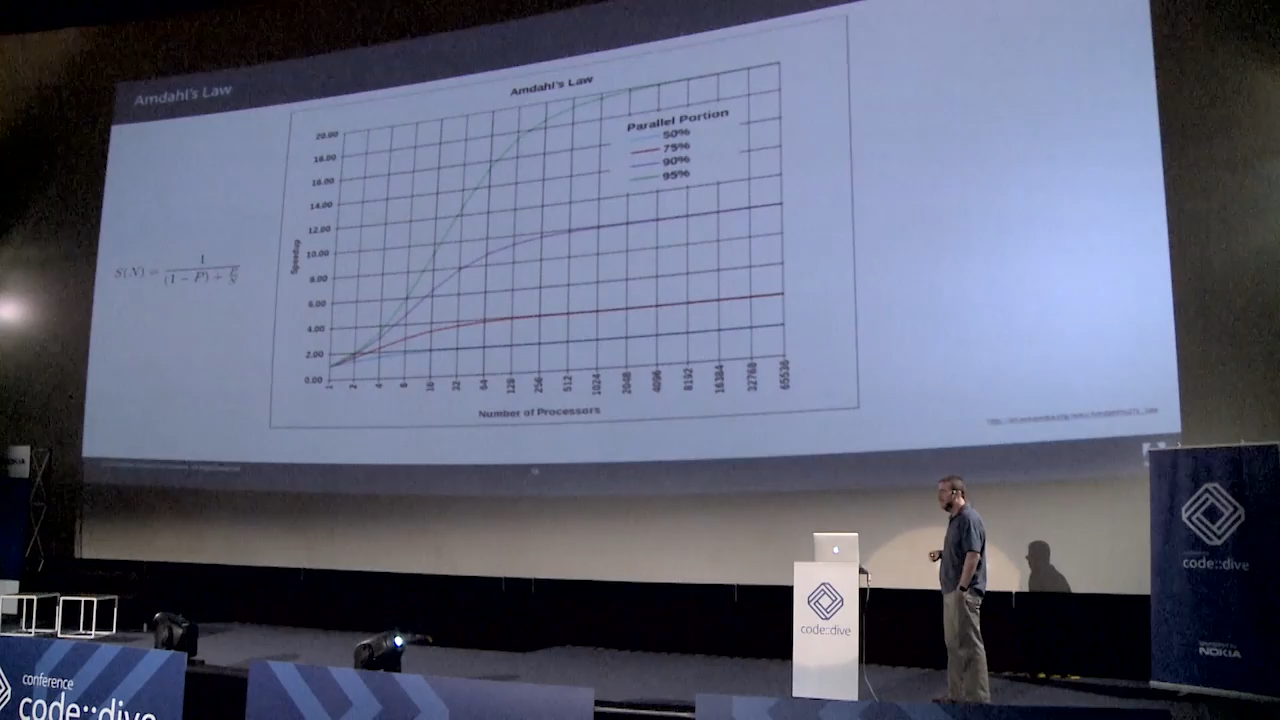 Amdahl's Law
Amdahl's Law
20.00
18.00
16.00
14.00
12.00
10.00
8.00
6.00
4.00
2.00
0.00
Speedup
Parallel Portion
50%
75%
90%
95%
1 2 4 8 16 32 64 128 256 512 1024 2048 4096 8192 16384 32768 65536
Number of Processors
S(N) = 1 / (1 − P) + P/N
code::dive
conference
code::dive
NOKIA
conference
code::dive